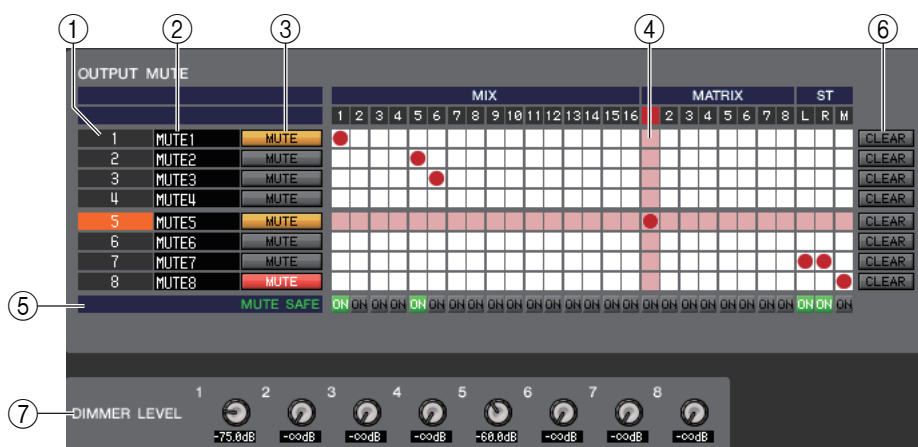 ① ② ③ ④ ⑥
OUTPUT MUTE
MIX MATRIX ST
1 2 3 4 5 6 7 8 9 10 11 12 13 14 15 16 2 3 4 5 6 7 8 L R M
1 MUTE1 MUTE CLEAR
2 MUTE2 MUTE CLEAR
3 MUTE3 MUTE CLEAR
4 MUTE4 MUTE CLEAR
5 MUTE5 MUTE CLEAR
6 MUTE6 MUTE CLEAR
7 MUTE7 MUTE CLEAR
8 MUTE8 MUTE CLEAR
⑤ MUTE SAFE ON ON ON ON ON ON ON ON ON ON ON ON ON ON ON ON ON ON ON ON ON ON ON ON ON ON ON
1 2 3 4 5 6 7 8
⑦ DIMMER LEVEL
-75.0dB -∞dB -∞dB -∞dB -60.0dB -∞dB -∞dB -∞dB